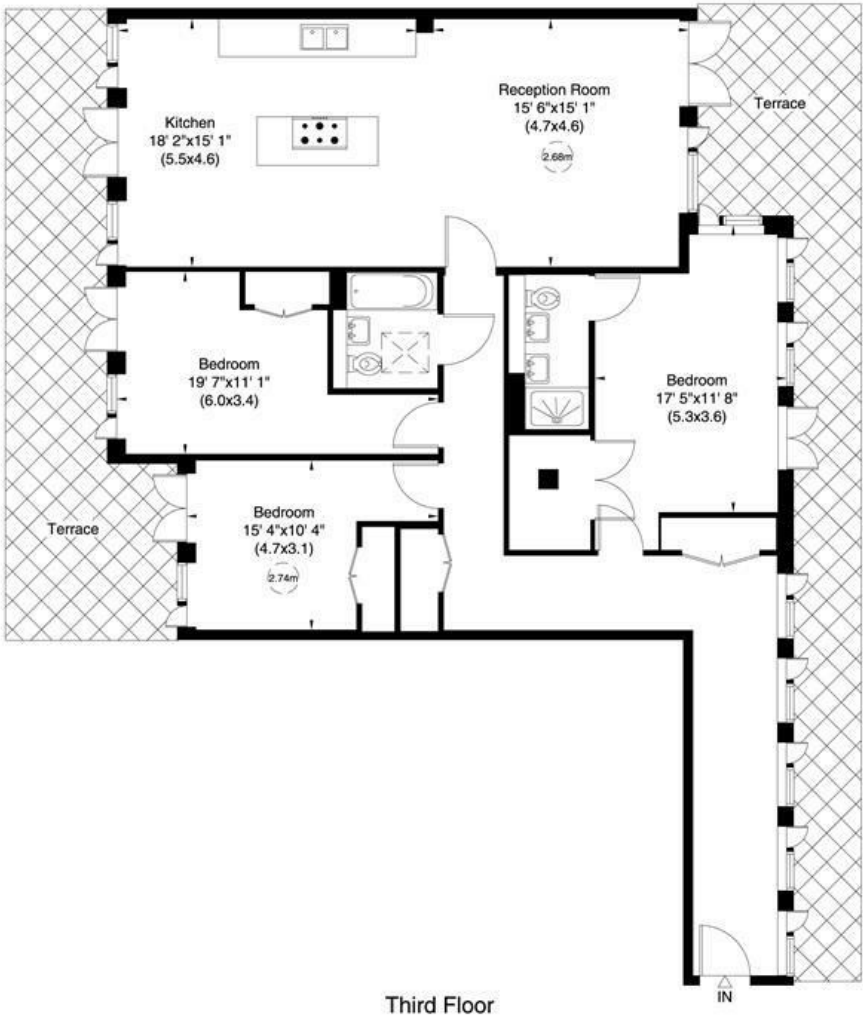 Kitchen
18' 2"x15' 1"
(5.5x4.6)
Reception Room
15' 6"x15' 1"
(4.7x4.6)
2.68m
Terrace
Bedroom
19' 7"x11' 1"
(6.0x3.4)
Bedroom
17' 5"x11' 8"
(5.3x3.6)
Terrace
Bedroom
15' 4"x10' 4"
(4.7x3.1)
2.74m
IN
Third Floor